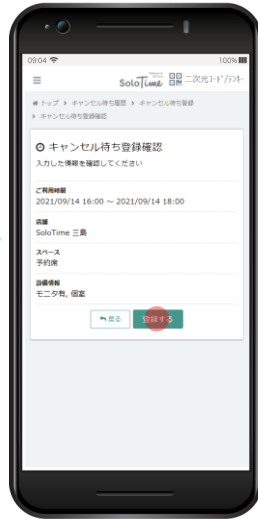 09:04 100%
SoloTime 二次元ｺｰﾄﾞ/ﾃﾝｷｰ
トップ > キャンセル待ち履歴 > キャンセル待ち登録
> キャンセル待ち登録確認
キャンセル待ち登録確認
入力した情報を確認してください
ご利用時間
2021/09/14 16:00 ～ 2021/09/14 18:00
店舗
SoloTime 三島
スペース
予約席
設備情報
モニタ有, 個室
戻る 登録する